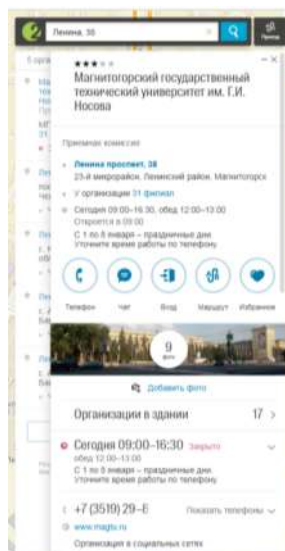 Ленина, 38
Проезд
Магнитогорский государственный
технический университет им. Г.И.
Носова
Приемная комиссия
Ленина проспект, 38
23-й микрорайон, Ленинский район, Магнитогорск
У организации 31 филиал
Сегодня 09:00–16:30, обед 12:00–13:00
Откроется в 09:00
С 1 по 8 января – праздничные дни.
Уточните время работы по телефону
Телефон Чат Вход Маршрут Избранное
9
фото
Добавить фото
Организации в здании 17
Сегодня 09:00–16:30 Закрыто
обед 12:00–13:00
С 1 по 8 января – праздничные дни.
Уточните время работы по телефону
+7 (3519) 29–
Показать телефоны
www.magtu.ru
Организация в социальных сетях